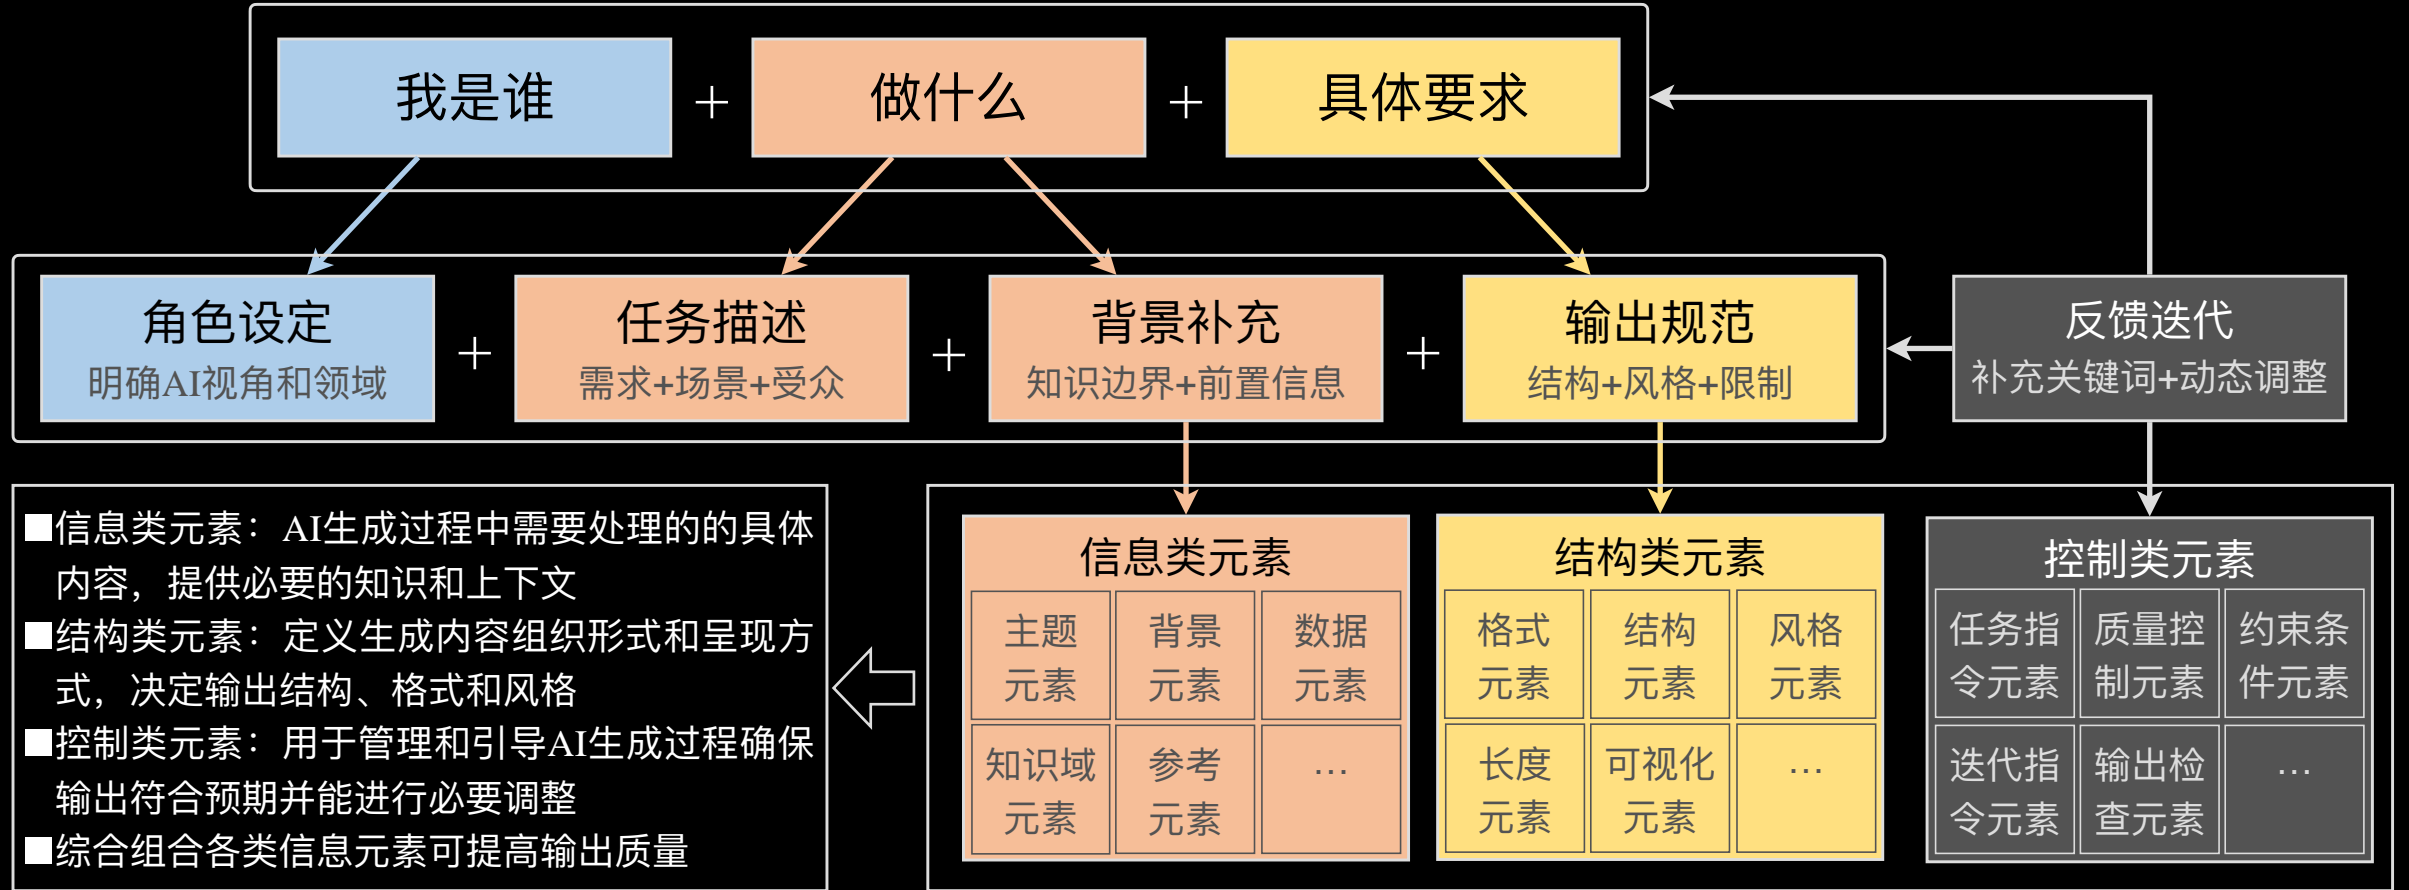 我是谁 + 做什么 + 具体要求
角色设定
明确AI视角和领域
+
任务描述
需求+场景+受众
+
背景补充
知识边界+前置信息
+
输出规范
结构+风格+限制
反馈迭代
补充关键词+动态调整
■信息类元素：AI生成过程中需要处理的的具体
内容，提供必要的知识和上下文
■结构类元素：定义生成内容组织形式和呈现方
式，决定输出结构、格式和风格
■控制类元素：用于管理和引导AI生成过程确保
输出符合预期并能进行必要调整
■综合组合各类信息元素可提高输出质量
信息类元素
主题
元素
背景
元素
数据
元素
知识域
元素
参考
元素
…
结构类元素
格式
元素
结构
元素
风格
元素
长度
元素
可视化
元素
…
控制类元素
任务指
令元素
质量控
制元素
约束条
件元素
迭代指
令元素
输出检
查元素
…